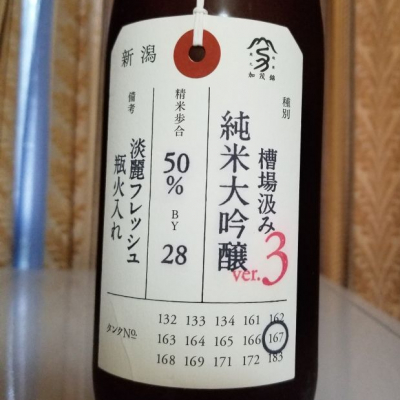 新潟
加茂錦
種別
槽場汲み
純米大吟醸
ver.3
精米歩合
50%
BY
28
備考
淡麗フレッシュ
瓶火入れ
タンクNo.
132 133 134 161 162
163 164 165 166 167
168 169 171 172 183